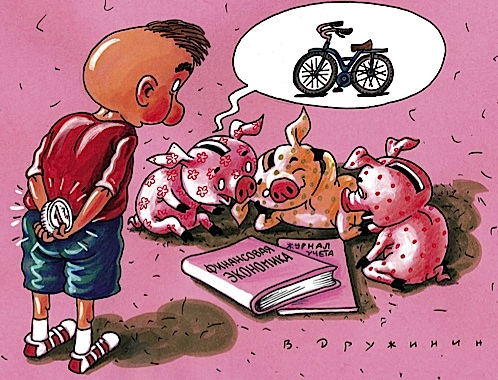 ФИНАНСОВАЯ
ЭКОНОМИКА
ЖУРНАЛ
УЧЕТА
В. Дружинин